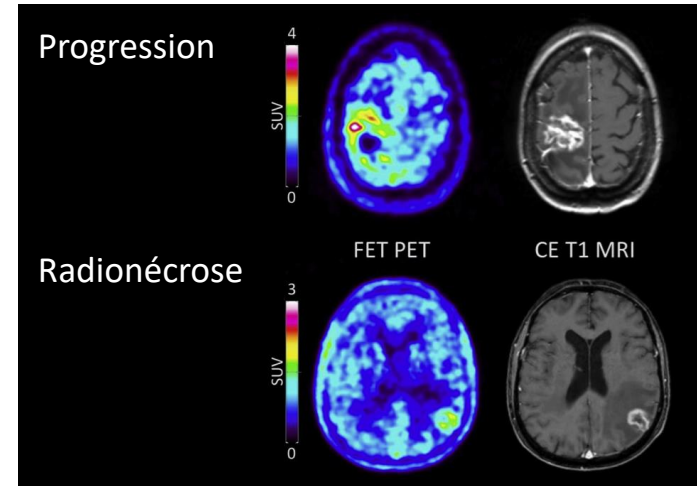 Progression
4
SUV
0
FET PET
CE T1 MRI
Radionécrose
3
SUV
0